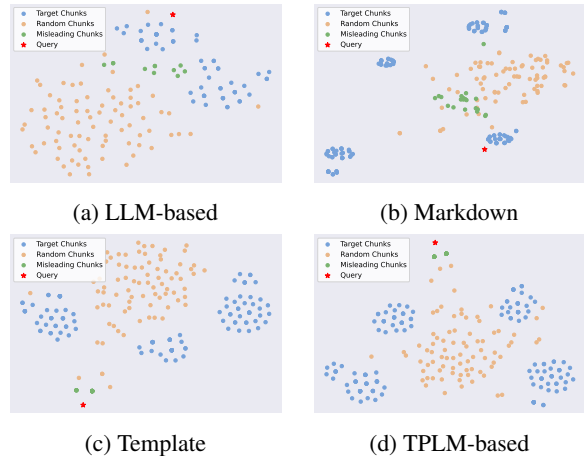 Target Chunks
Random Chunks
Misleading Chunks
Query
Target Chunks
Random Chunks
Misleading Chunks
Query
(a) LLM-based
(b) Markdown
Target Chunks
Random Chunks
Misleading Chunks
Query
Target Chunks
Random Chunks
Misleading Chunks
Query
(c) Template
(d) TPLM-based